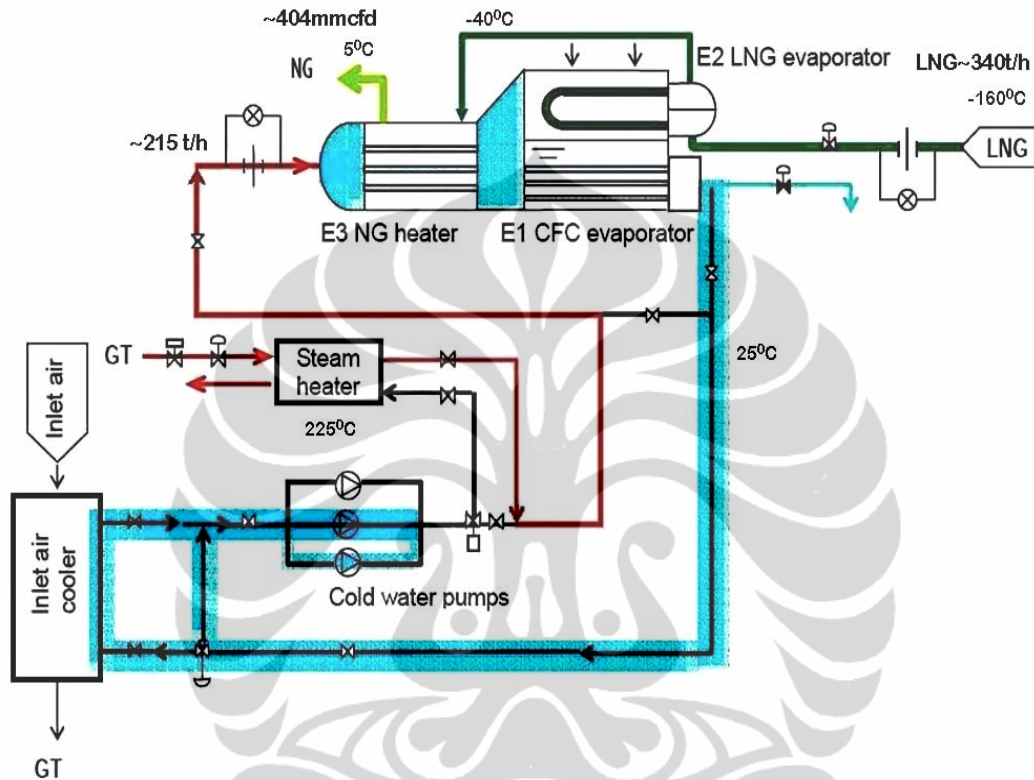 ~404mmcfd
-40⁰C
5⁰C
NG
E2 LNG evaporator
LNG~340t/h
-160⁰C
~215 t/h
LNG
E3 NG heater
E1 CFC evaporator
GT
Steam
heater
25⁰C
225⁰C
Inlet air
Inlet air
cooler
Cold water pumps
GT